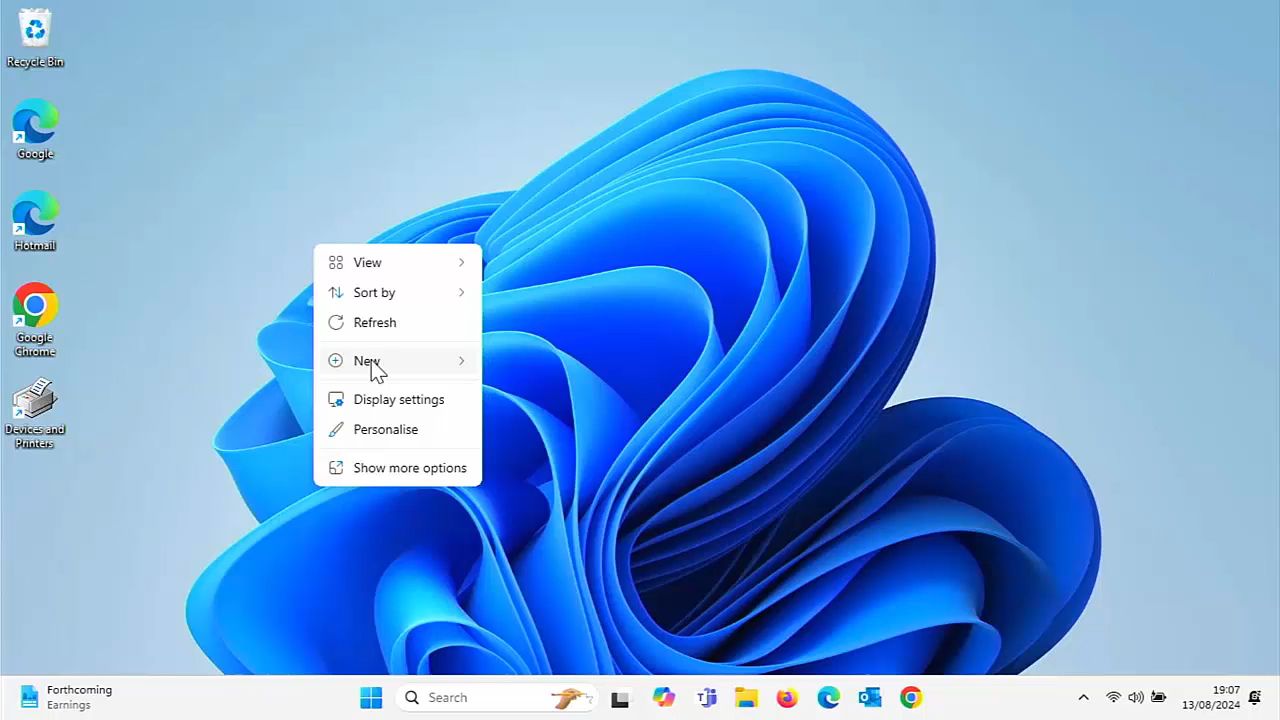 Recycle Bin
Google
Hotmail
Google
Chrome
Devices and
Printers
View
Sort by
Refresh
New
Display settings
Personalise
Show more options
Forthcoming
Earnings
Search
19:07
13/08/2024